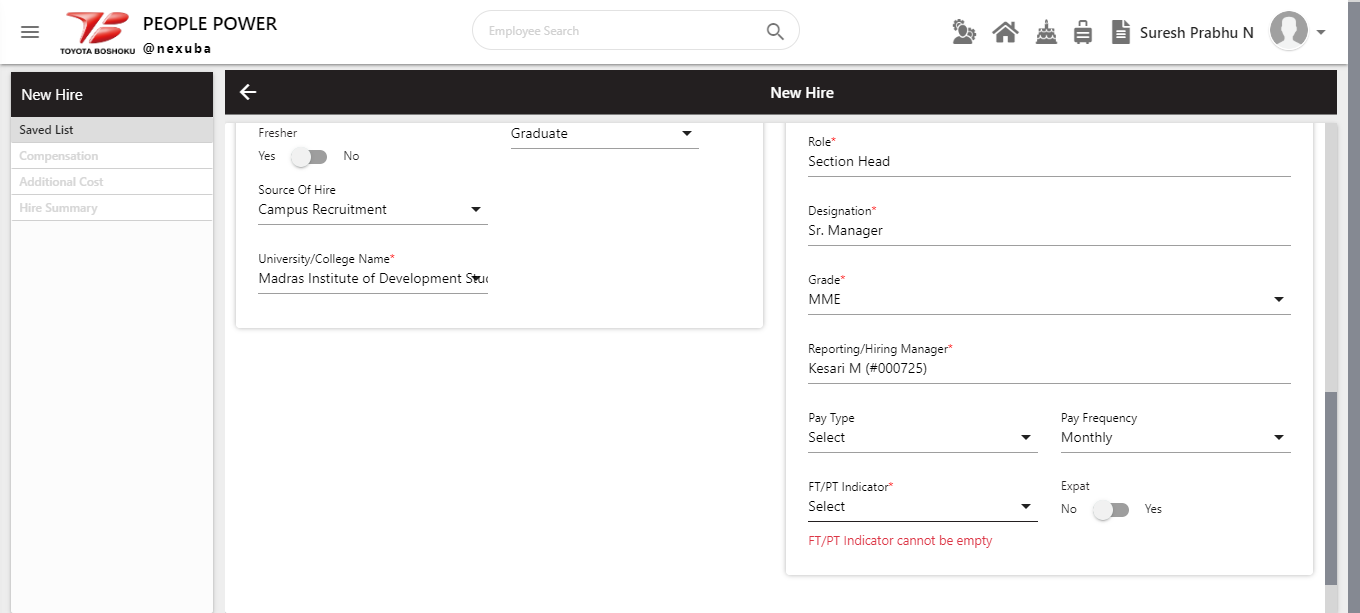 TOYOTA BOSHOKU
PEOPLE POWER
@nexuba
Employee Search
Suresh Prabhu N
New Hire
Saved List
Compensation
Additional Cost
Hire Summary
New Hire
Fresher
Yes No
Graduate
Source Of Hire
Campus Recruitment
University/College Name*
Madras Institute of Development Stud
Role*
Section Head
Designation*
Sr. Manager
Grade*
MME
Reporting/Hiring Manager*
Kesari M (#000725)
Pay Type
Select
Pay Frequency
Monthly
FT/PT Indicator*
Select
FT/PT Indicator cannot be empty
Expat
No Yes